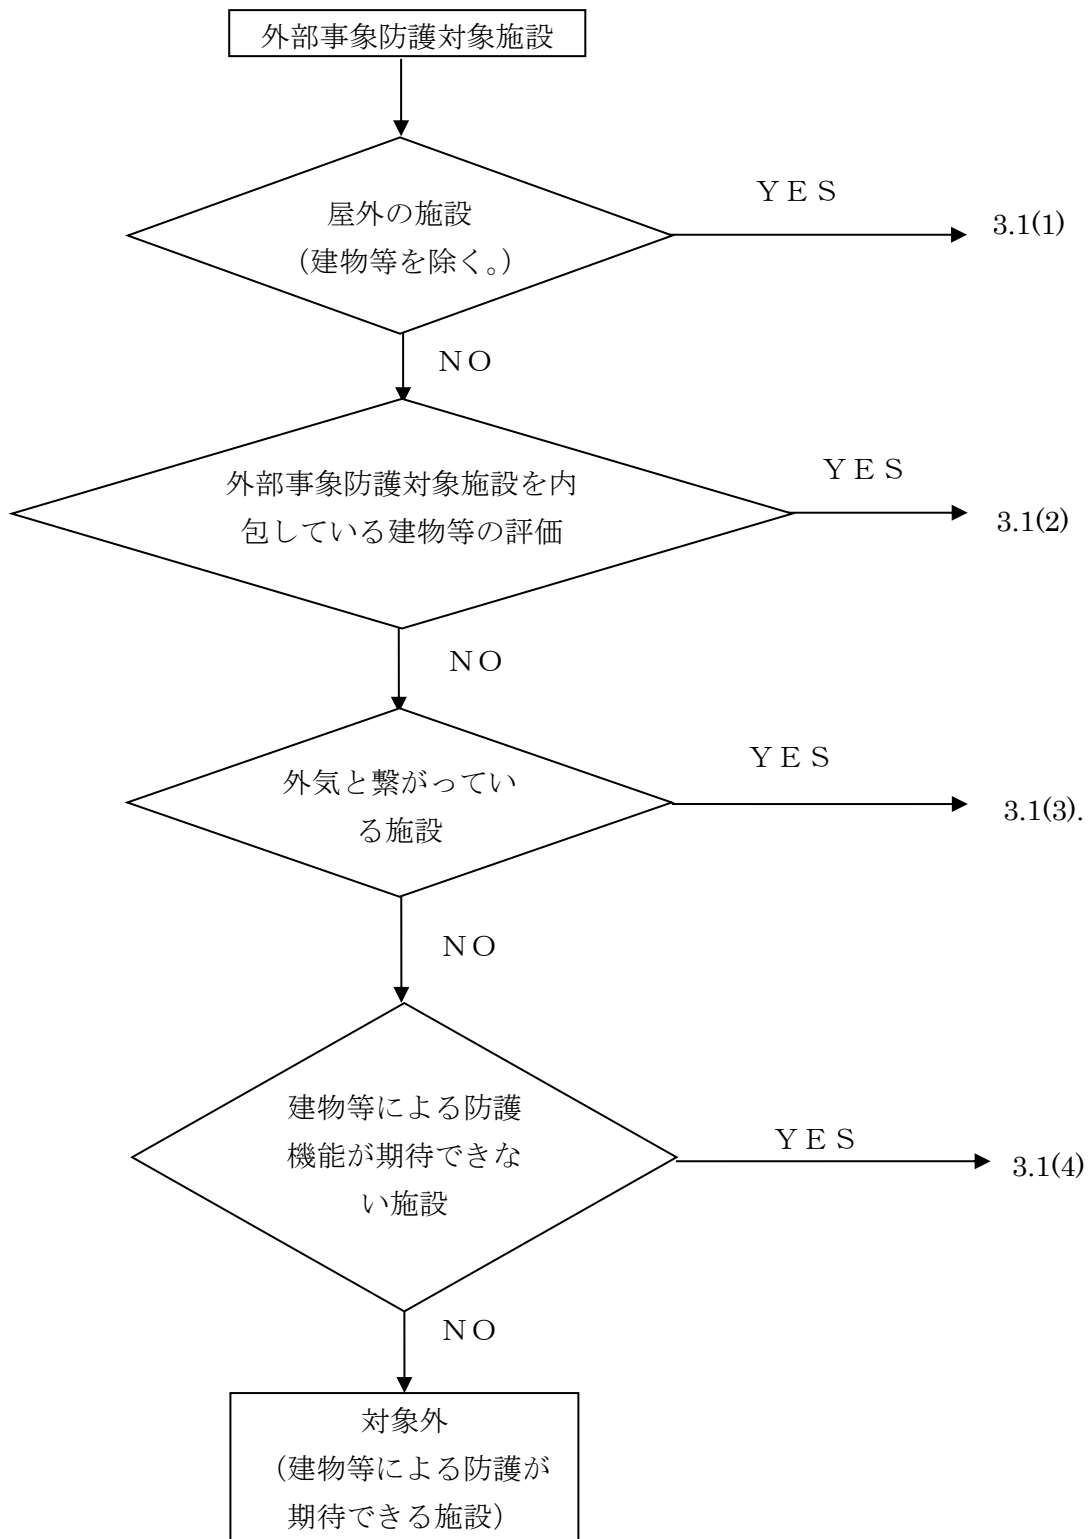 外部事象防護対象施設
屋外の施設
（建物等を除く。）
ＹＥＳ
3.1(1)
ＮＯ
外部事象防護対象施設を内
包している建物等の評価
ＹＥＳ
3.1(2)
ＮＯ
外気と繋がってい
る施設
ＹＥＳ
3.1(3).
ＮＯ
建物等による防護
機能が期待できな
い施設
ＹＥＳ
3.1(4)
ＮＯ
対象外
（建物等による防護が
期待できる施設）